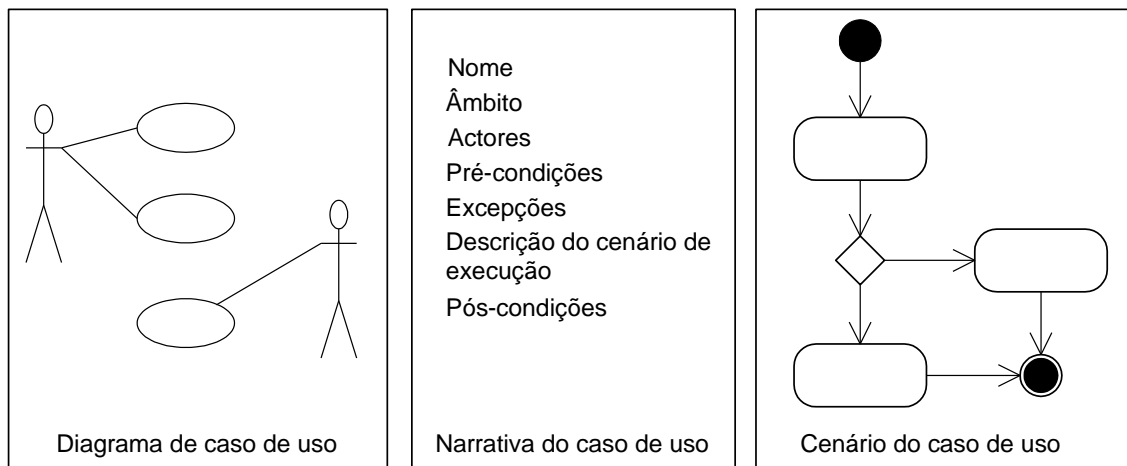 Nome
Âmbito
Actores
Pré-condições
Excepções
Descrição do cenário de
execução
Pós-condições
Diagrama de caso de uso
Narrativa do caso de uso
Cenário do caso de uso